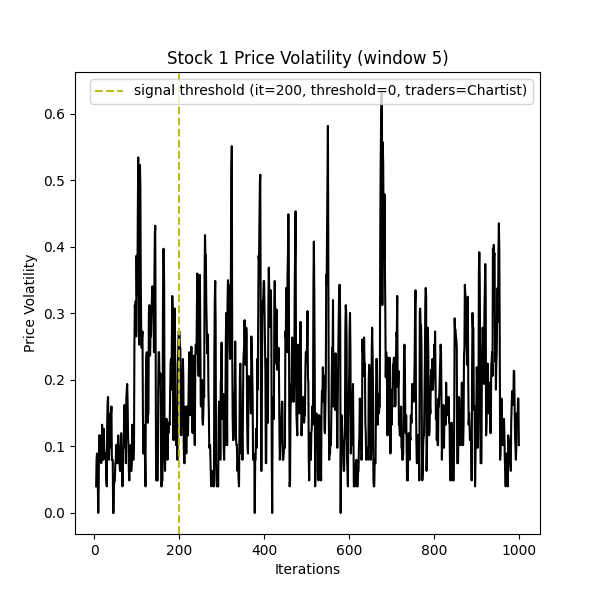 Stock 1 Price Volatility (window 5)
signal threshold (it=200, threshold=0, traders=Chartist)
0.6
0.5
0.4
0.3
0.2
0.1
0.0
Price Volatility
0 200 400 600 800 1000
Iterations